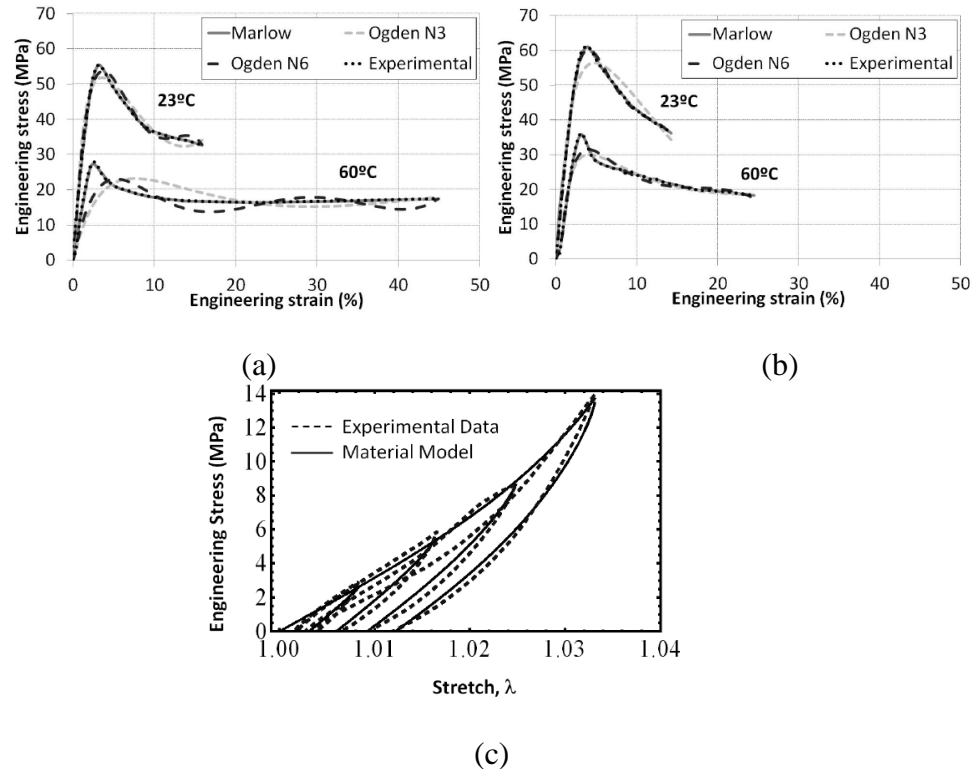 70
60
50
40
30
20
10
0
Engineering stress (MPa)
Marlow
Ogden N3
Ogden N6
Experimental
23ºC
60ºC
0 10 20 30 40 50
Engineering strain (%)
(a)
70
60
50
40
30
20
10
0
Engineering stress (MPa)
Marlow
Ogden N3
Ogden N6
Experimental
23ºC
60ºC
0 10 20 30 40 50
Engineering strain (%)
(b)
14
12
10
8
6
4
2
0
Engineering Stress (MPa)
Experimental Data
Material Model
1.00 1.01 1.02 1.03 1.04
Stretch, λ
(c)